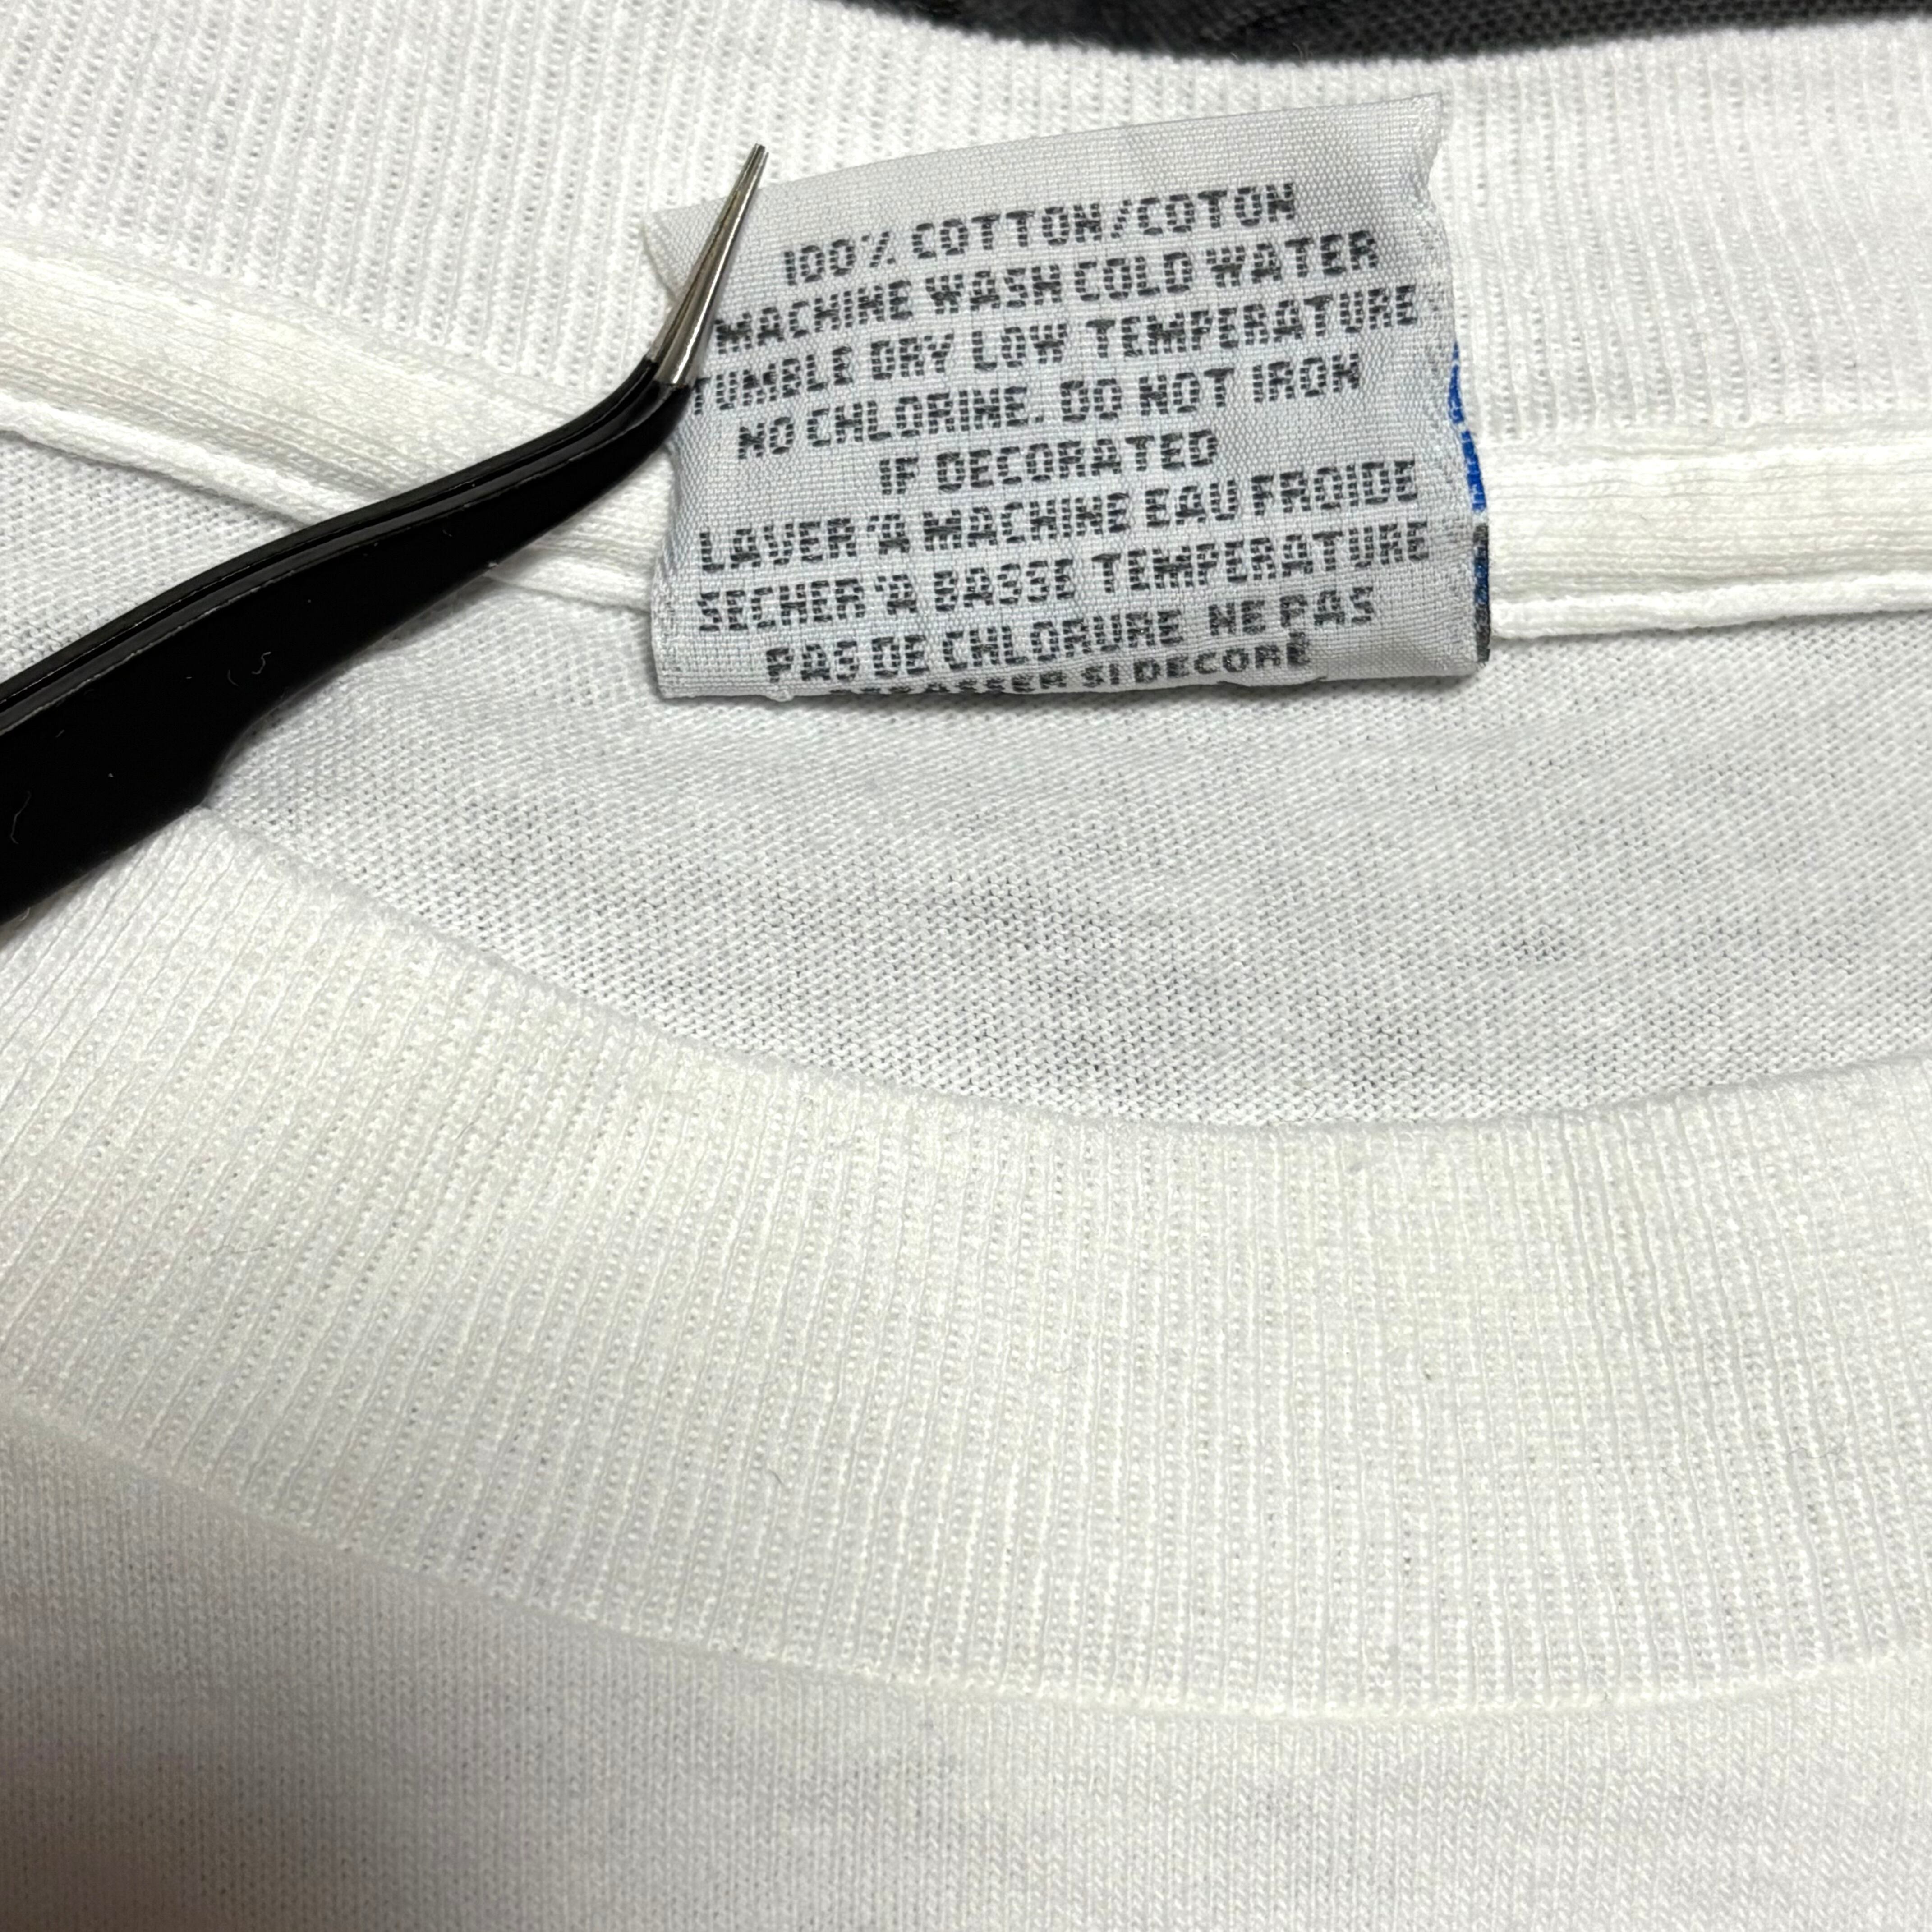 100% COTTON/COTON
MACHINE WASH COLD WATER
TUMBLE DRY LOW TEMPERATURE
NO CHLORINE. DO NOT IRON
IF DECORATED
LAVER 'A MACHINE EAU FROIDE
SECHER 'A BASSE TEMPERATURE
PAS DE CHLORURE NE PAS
SI DECORÉ